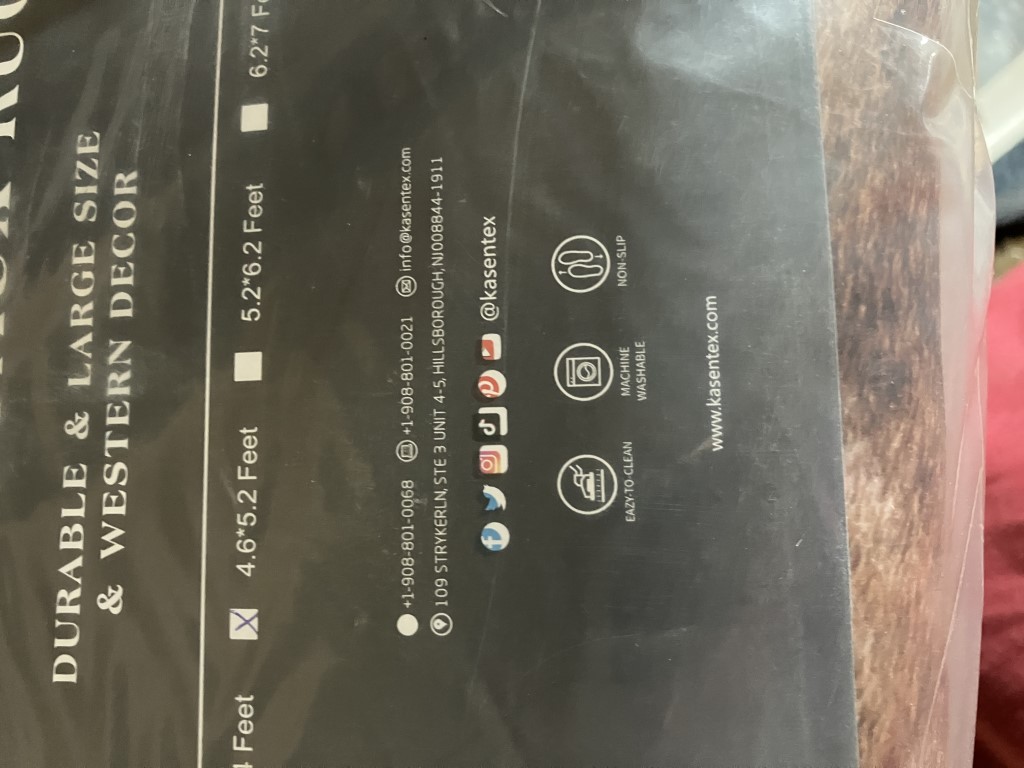 DURABLE & LARGE SIZE
& WESTERN DECOR
Feet 4.6*5.2 Feet 5.2*6.2 Feet 6.2*7
+1-908-801-0068 +1-908-801-0021 info@kasentex.com
109 STRYKERLN, STE 3 UNIT 4-5, HILLSBOROUGH, NJ008844-1911
@kasentex
EAZY-TO-CLEAN MACHINE WASHABLE NON-SLIP
www.kasentex.com